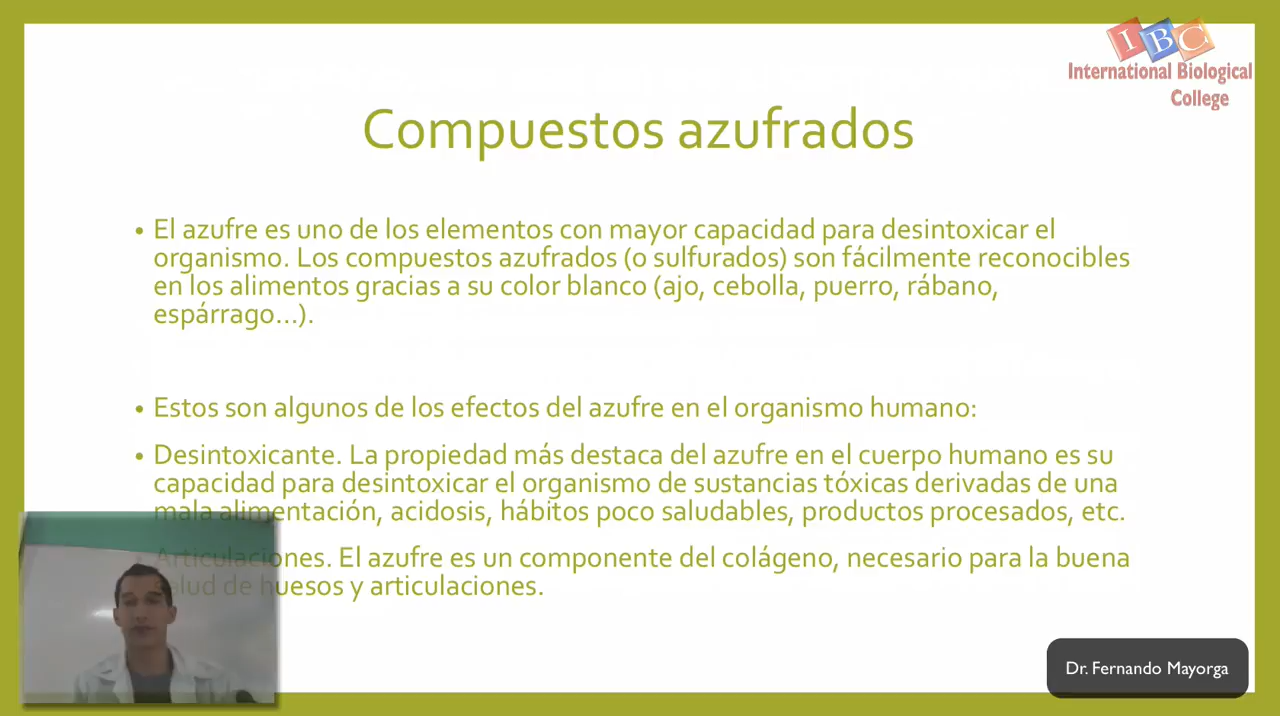 IBC
International Biological
College
Compuestos azufrados
• El azufre es uno de los elementos con mayor capacidad para desintoxicar el
organismo. Los compuestos azufrados (o sulfurados) son fácilmente reconocibles
en los alimentos gracias a su color blanco (ajo, cebolla, puerro, rábano,
espárrago...).
• Estos son algunos de los efectos del azufre en el organismo humano:
• Desintoxicante. La propiedad más destaca del azufre en el cuerpo humano es su
capacidad para desintoxicar el organismo de sustancias tóxicas derivadas de una
mala alimentación, acidosis, hábitos poco saludables, productos procesados, etc.
• Articulaciones. El azufre es un componente del colágeno, necesario para la buena
salud de huesos y articulaciones.
Dr. Fernando Mayorga